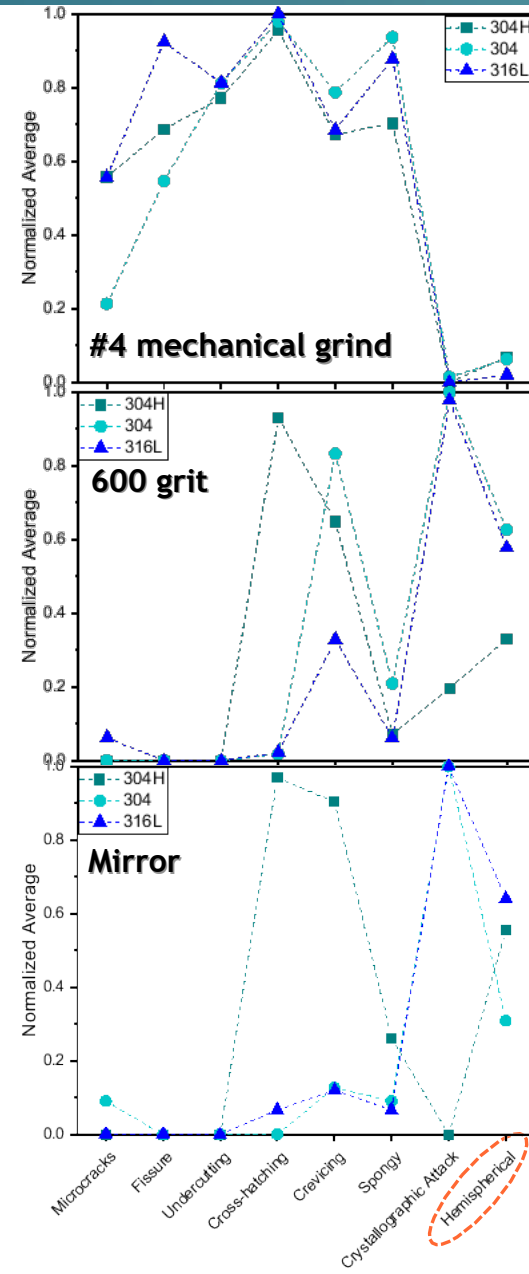 1.0
304H
304
316L
0.8
0.6
0.4
0.2
0.0
Normalized Average
#4 mechanical grind
1.0
304H
304
316L
600 grit
0.8
0.6
0.4
0.2
0.0
Normalized Average
1.0
304H
304
316L
Mirror
0.8
0.6
0.4
0.2
0.0
Normalized Average
Microcracks
Fissure
Undercutting
Cross-hatching
Crevicing
Spongy
Crystallographic Attack
Hemispherical